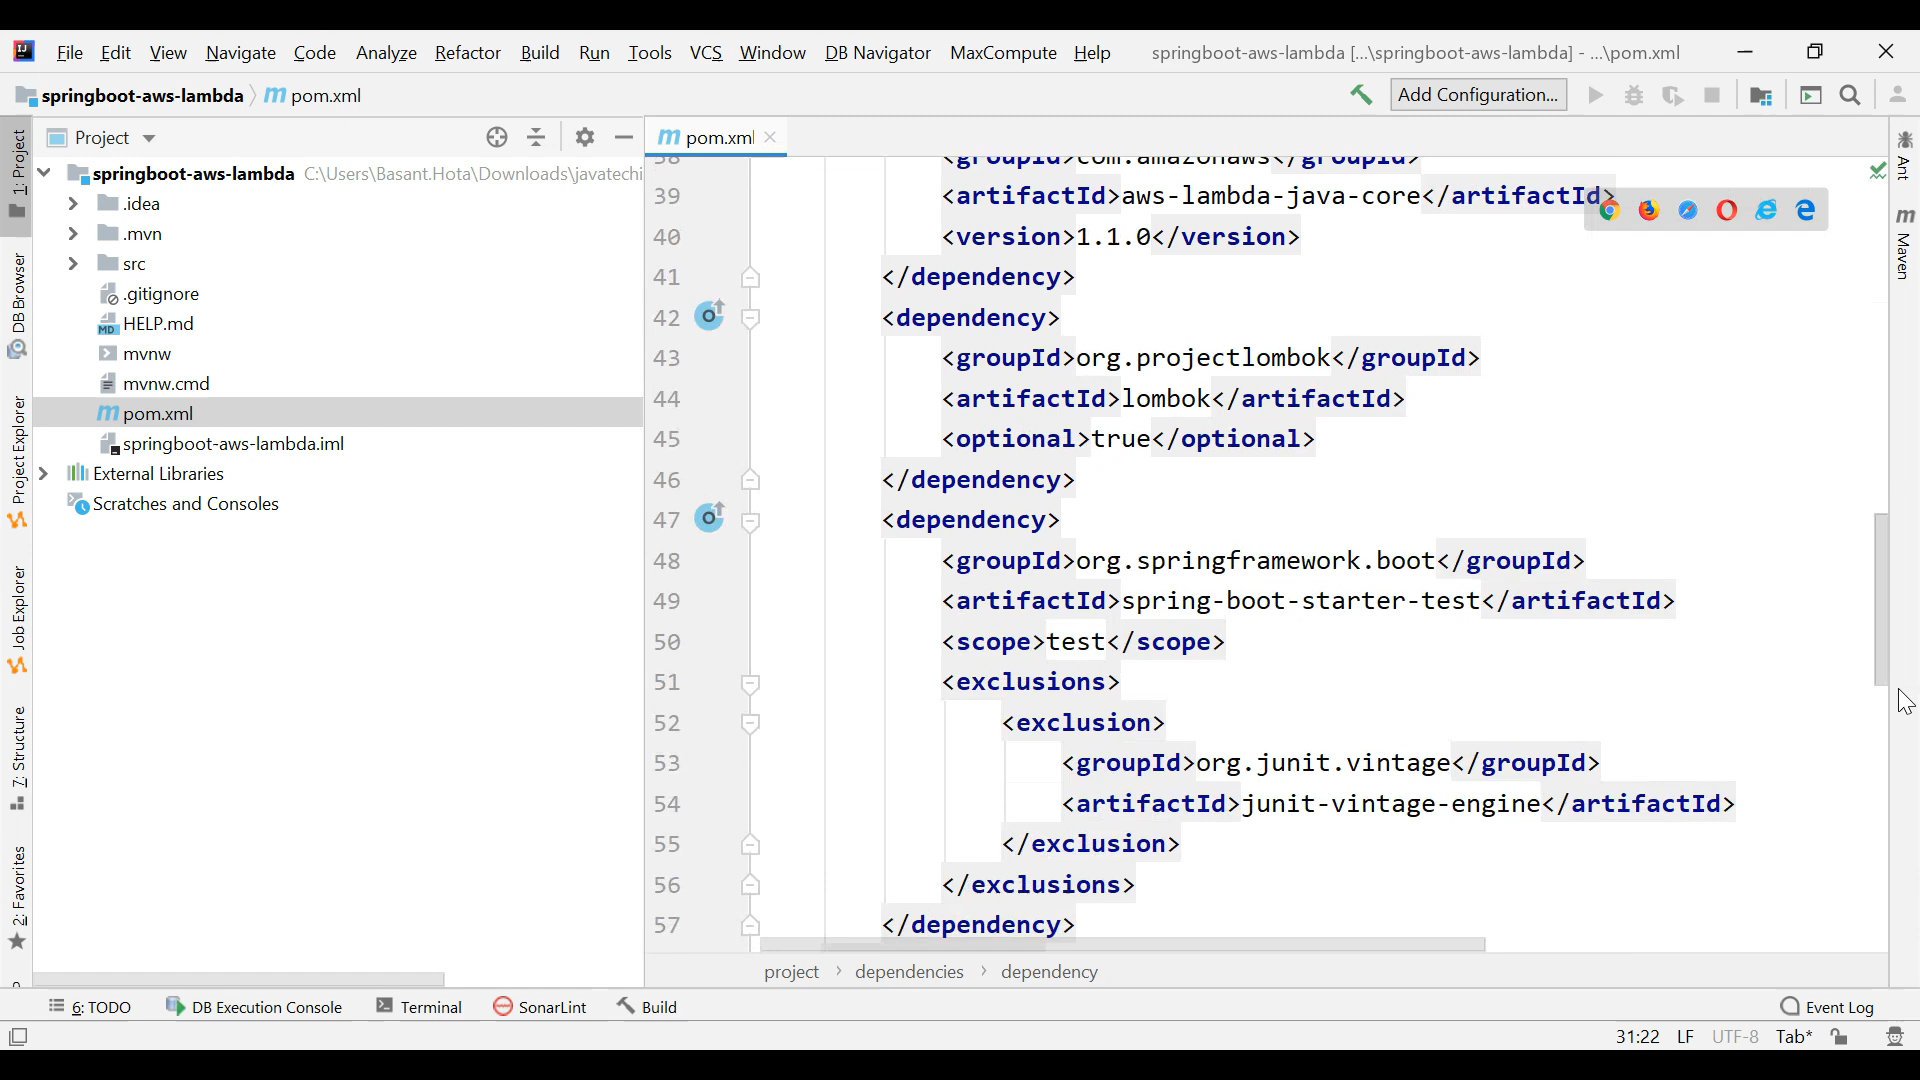 File Edit View Navigate Code Analyze Refactor Build Run Tools VCS Window DB Navigator MaxCompute Help springboot-aws-lambda [...\springboot-aws-lambda] - ...\pom.xml
springboot-aws-lambda m pom.xml Add Configuration...
Project
m pom.xml
springboot-aws-lambda C:\Users\Basant.Hota\Downloads\javatechi
.idea
.mvn
src
.gitignore
HELP.md
mvnw
mvnw.cmd
m pom.xml
springboot-aws-lambda.iml
External Libraries
Scratches and Consoles
1: Project
DB Browser
Project Explorer
Job Explorer
7: Structure
2: Favorites
38 <groupId>com.amazonaws</groupId>
39 <artifactId>aws-lambda-java-core</artifactId>
40 <version>1.1.0</version>
41 </dependency>
42 <dependency>
43 <groupId>org.projectlombok</groupId>
44 <artifactId>lombok</artifactId>
45 <optional>true</optional>
46 </dependency>
47 <dependency>
48 <groupId>org.springframework.boot</groupId>
49 <artifactId>spring-boot-starter-test</artifactId>
50 <scope>test</scope>
51 <exclusions>
52 <exclusion>
53 <groupId>org.junit.vintage</groupId>
54 <artifactId>junit-vintage-engine</artifactId>
55 </exclusion>
56 </exclusions>
57 </dependency>
Ant
m Maven
project › dependencies › dependency
6: TODO DB Execution Console Terminal SonarLint Build Event Log
31:22 LF UTF-8 Tab*